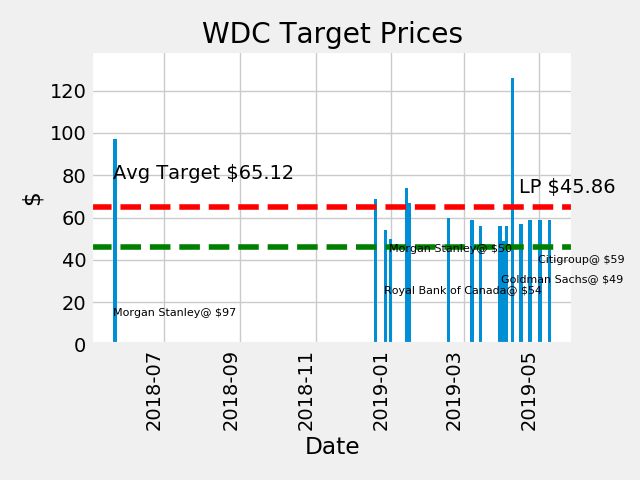 WDC Target Prices
$
120
100
80
60
40
20
0
Avg Target $65.12
LP $45.86
Morgan Stanley@ $50
Citigroup@ $59
Goldman Sachs@ $49
Royal Bank of Canada@ $54
Morgan Stanley@ $97
2018-07
2018-09
2018-11
2019-01
2019-03
2019-05
Date